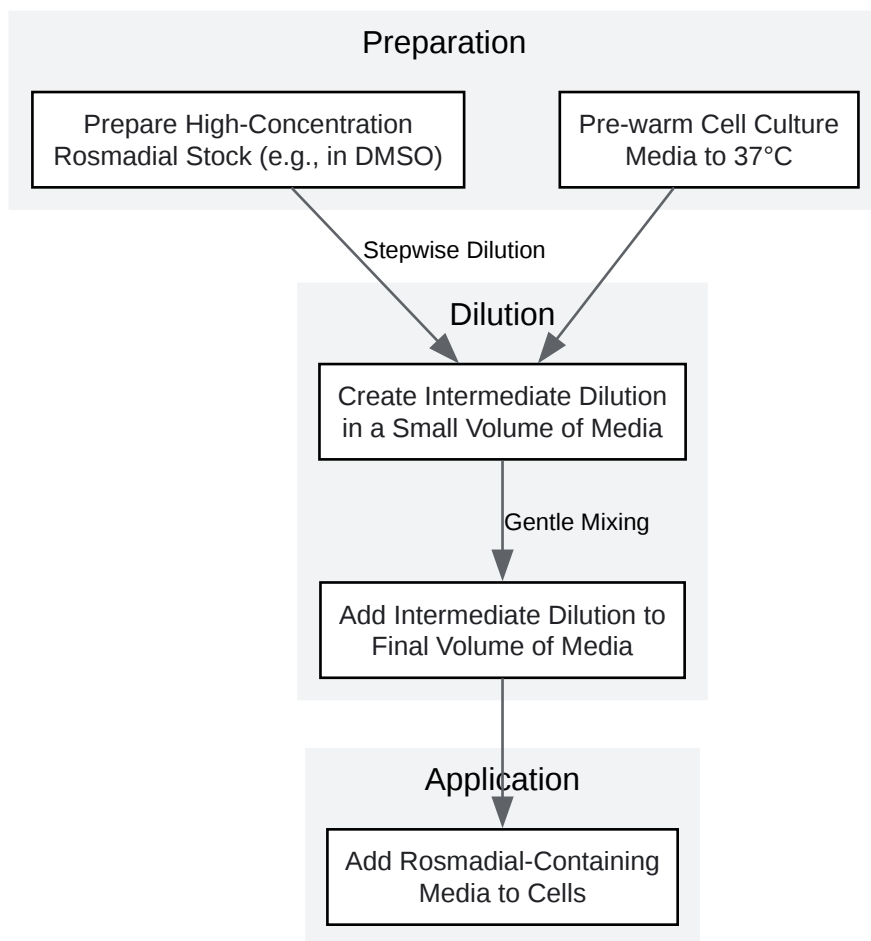 Preparation
Prepare High-Concentration
Rosmadial Stock (e.g., in DMSO)
Pre-warm Cell Culture
Media to 37°C
Stepwise Dilution
Dilution
Create Intermediate Dilution
in a Small Volume of Media
Gentle Mixing
Add Intermediate Dilution to
Final Volume of Media
Application
Add Rosmadial-Containing
Media to Cells